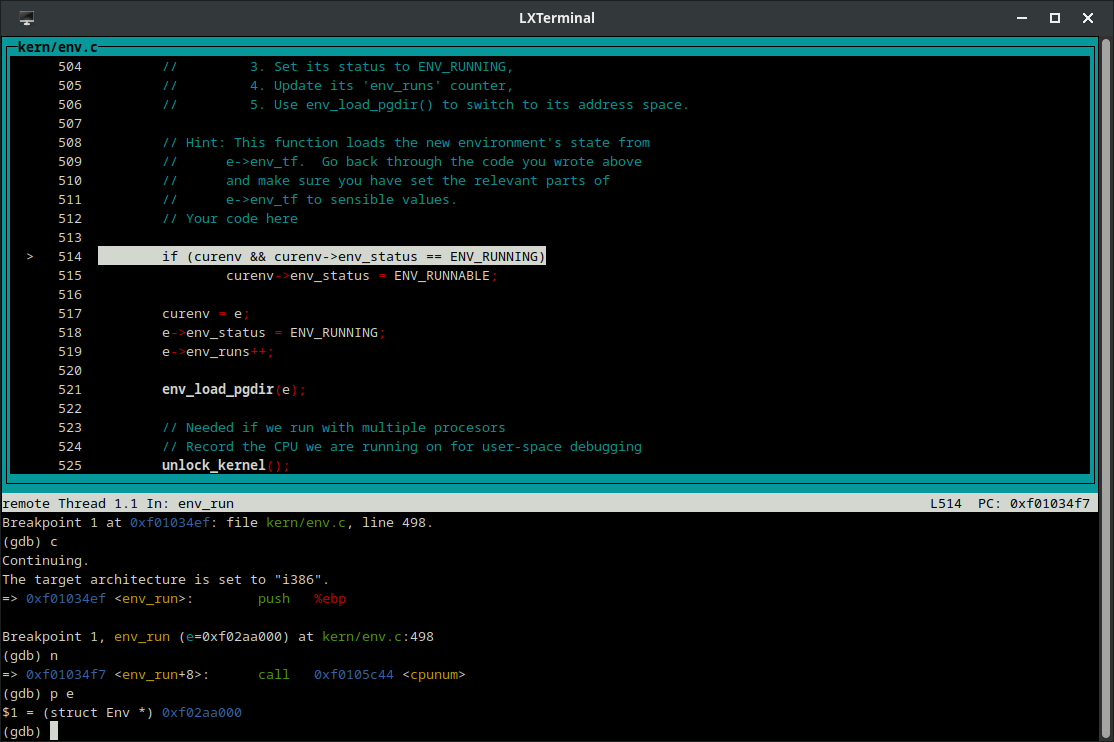 LXTerminal
kern/env.c
504 // 3. Set its status to ENV_RUNNING,
505 // 4. Update its 'env_runs' counter,
506 // 5. Use env_load_pgdir() to switch to its address space.
507
508 // Hint: This function loads the new environment's state from
509 // e->env_tf. Go back through the code you wrote above
510 // and make sure you have set the relevant parts of
511 // e->env_tf to sensible values.
512 // Your code here
513
> 514 if (curenv && curenv->env_status == ENV_RUNNING)
515 curenv->env_status = ENV_RUNNABLE;
516
517 curenv = e;
518 e->env_status = ENV_RUNNING;
519 e->env_runs++;
520
521 env_load_pgdir(e);
522
523 // Needed if we run with multiple procesors
524 // Record the CPU we are running on for user-space debugging
525 unlock_kernel();
remote Thread 1.1 In: env_run L514 PC: 0xf01034f7
Breakpoint 1 at 0xf01034ef: file kern/env.c, line 498.
(gdb) c
Continuing.
The target architecture is set to "i386".
=> 0xf01034ef <env_run>: push %ebp
Breakpoint 1, env_run (e=0xf02aa000) at kern/env.c:498
(gdb) n
=> 0xf01034f7 <env_run+8>: call 0xf0105c44 <cpunum>
(gdb) p e
$1 = (struct Env *) 0xf02aa000
(gdb)